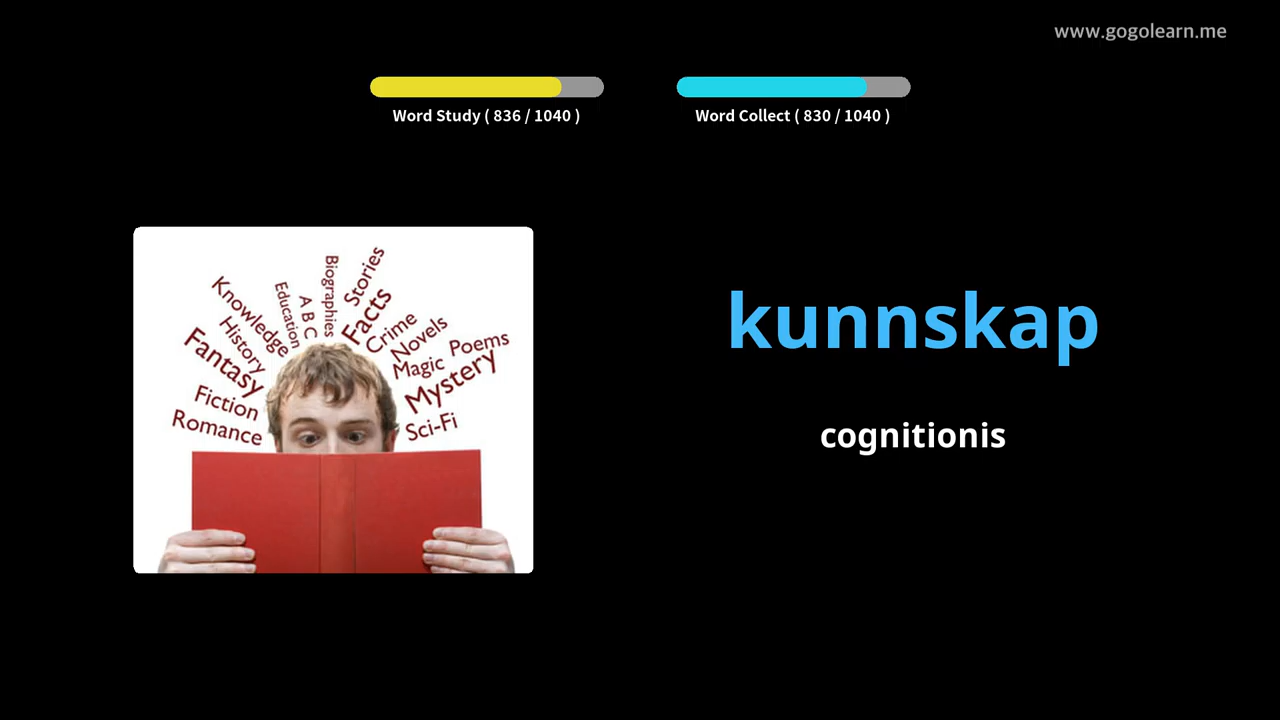 www.gogolearn.me
Word Study ( 836 / 1040 )
Word Collect ( 830 / 1040 )
Knowledge
History
Fantasy
Fiction
Romance
Education
A B C
Biographies
Stories
Facts
Crime
Novels
Magic
Poems
Mystery
Sci-Fi
kunnskap
cognitionis